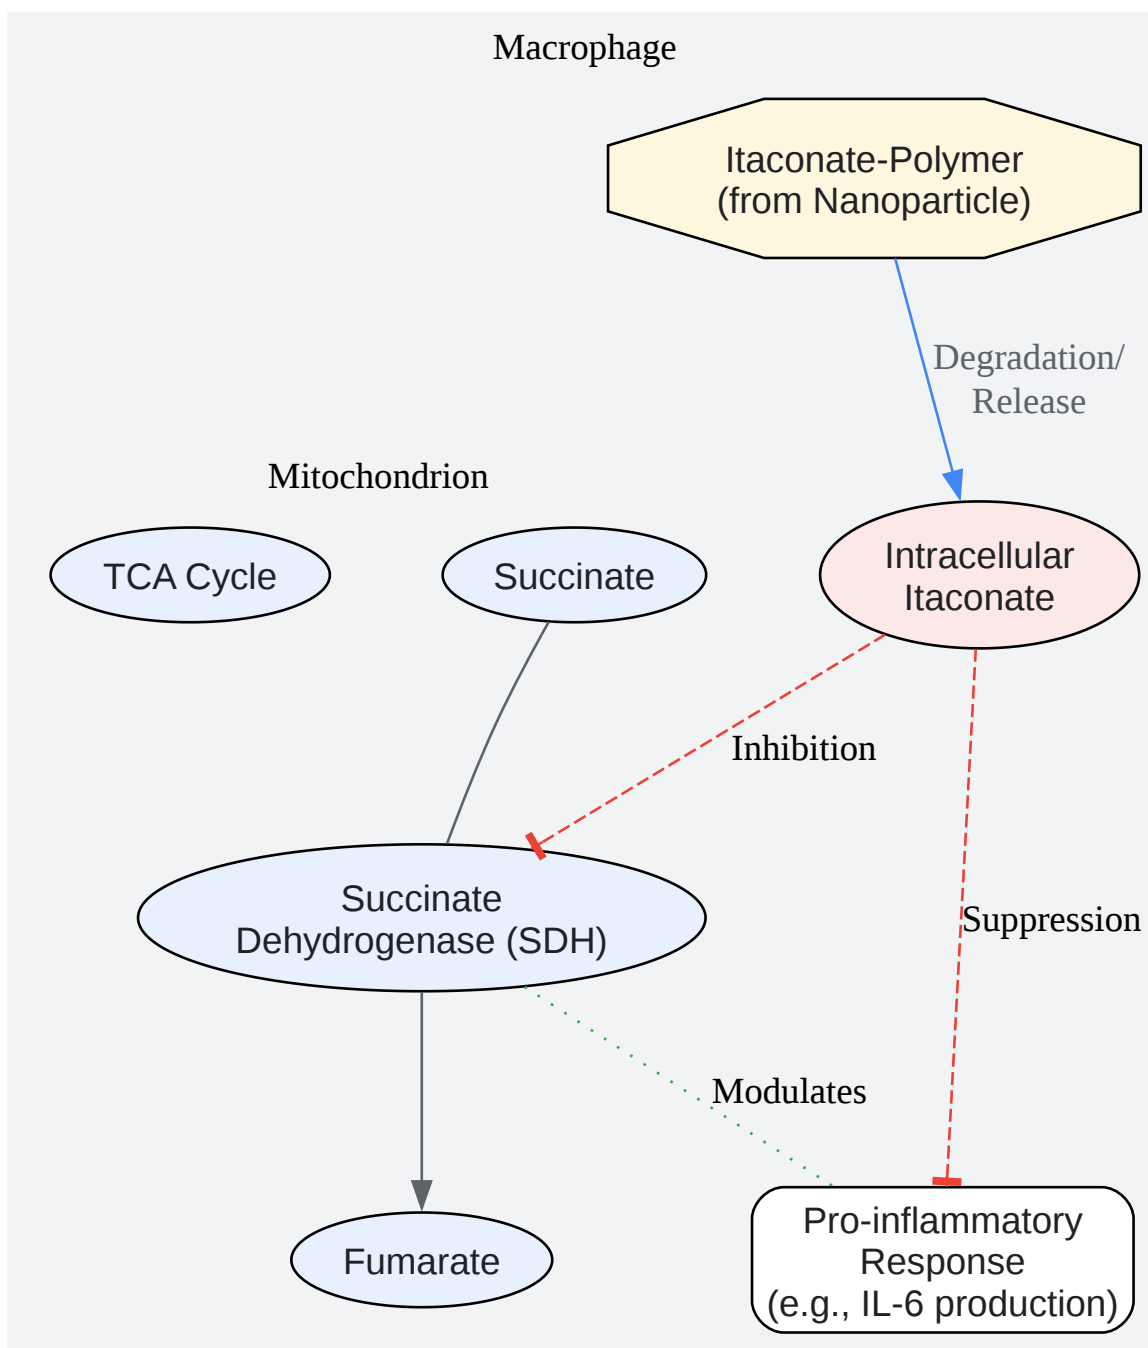 Macrophage
Itaconate-Polymer
(from Nanoparticle)
Degradation/
Release
Mitochondrion
TCA Cycle
Succinate
Intracellular
Itaconate
Inhibition
Succinate
Dehydrogenase (SDH)
Suppression
Modulates
Fumarate
Pro-inflammatory
Response
(e.g., IL-6 production)